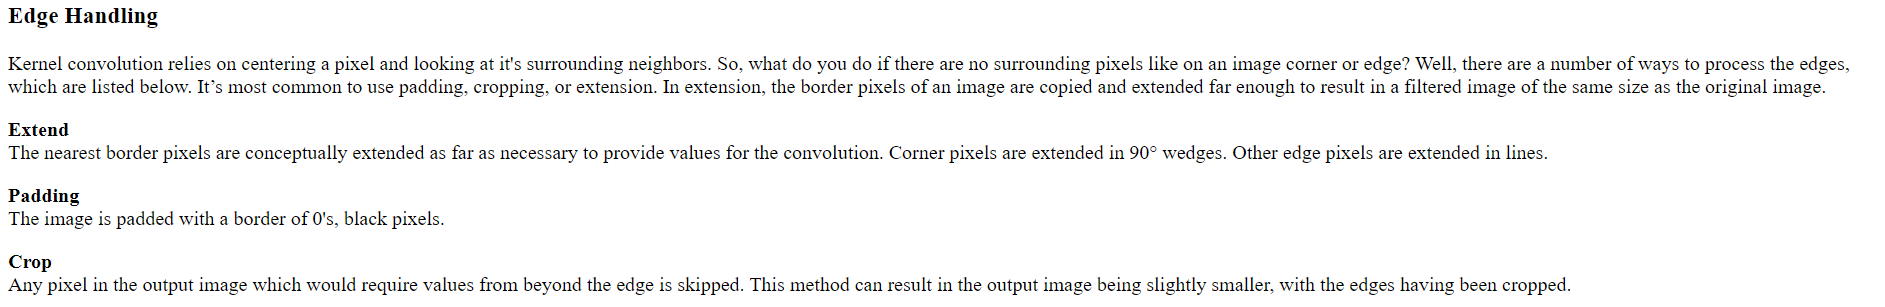 Edge Handling
Kernel convolution relies on centering a pixel and looking at it's surrounding neighbors. So, what do you do if there are no surrounding pixels like on an image corner or edge? Well, there are a number of ways to process the edges,
which are listed below. It’s most common to use padding, cropping, or extension. In extension, the border pixels of an image are copied and extended far enough to result in a filtered image of the same size as the original image.
Extend
The nearest border pixels are conceptually extended as far as necessary to provide values for the convolution. Corner pixels are extended in 90° wedges. Other edge pixels are extended in lines.
Padding
The image is padded with a border of 0's, black pixels.
Crop
Any pixel in the output image which would require values from beyond the edge is skipped. This method can result in the output image being slightly smaller, with the edges having been cropped.